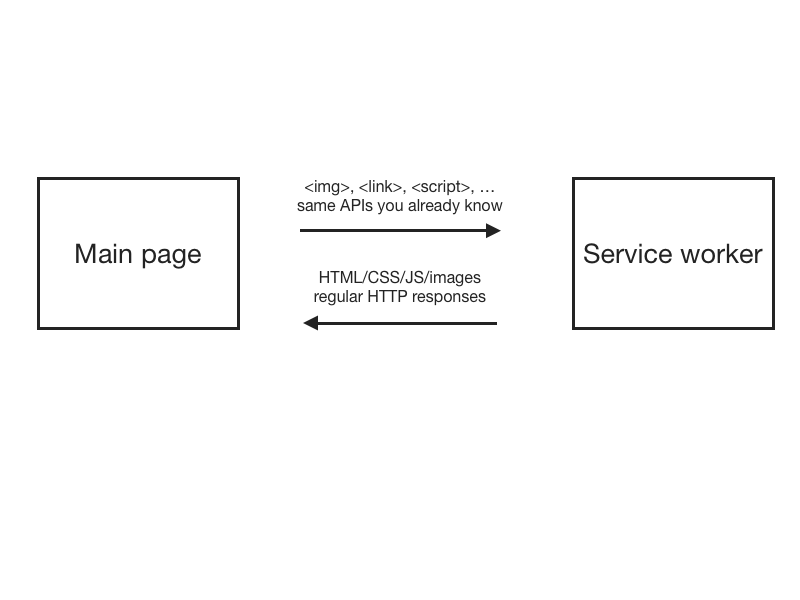 Main page
<img>, <link>, <script>, …
same APIs you already know
HTML/CSS/JS/images
regular HTTP responses
Service worker